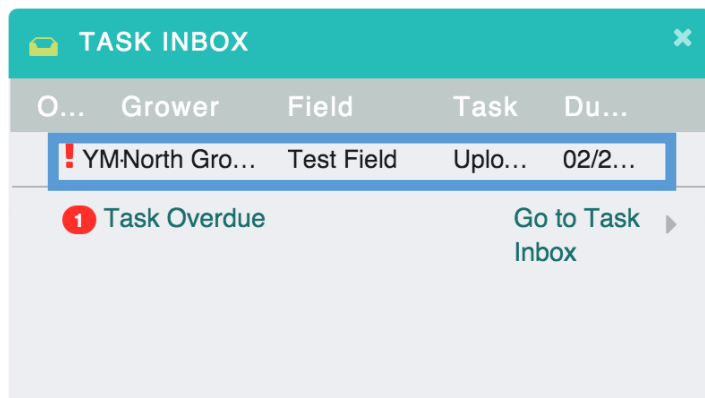 TASK INBOX
O... Grower Field Task Du...
! YM-North Gro... Test Field Uplo... 02/2...
1 Task Overdue Go to Task
Inbox